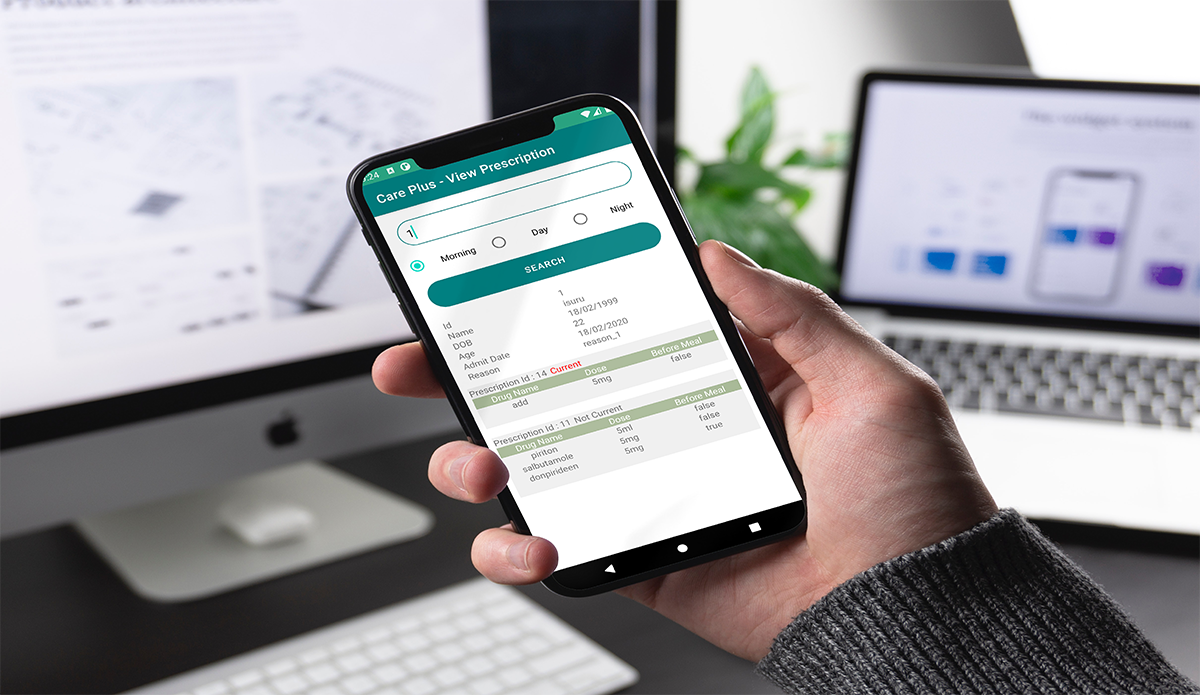 :24
Care Plus - View Prescription
1
Morning Day Night
SEARCH
Id 1
Name isuru
DOB 18/02/1999
Age 22
Admit Date 18/02/2020
Reason reason_1
Prescription Id : 14 Current
Drug Name Dose Before Meal
add 5mg false
Prescription Id : 11 Not Current
Drug Name Dose Before Meal
piriton 5ml false
salbutamole 5mg false
donpirideen 5mg true